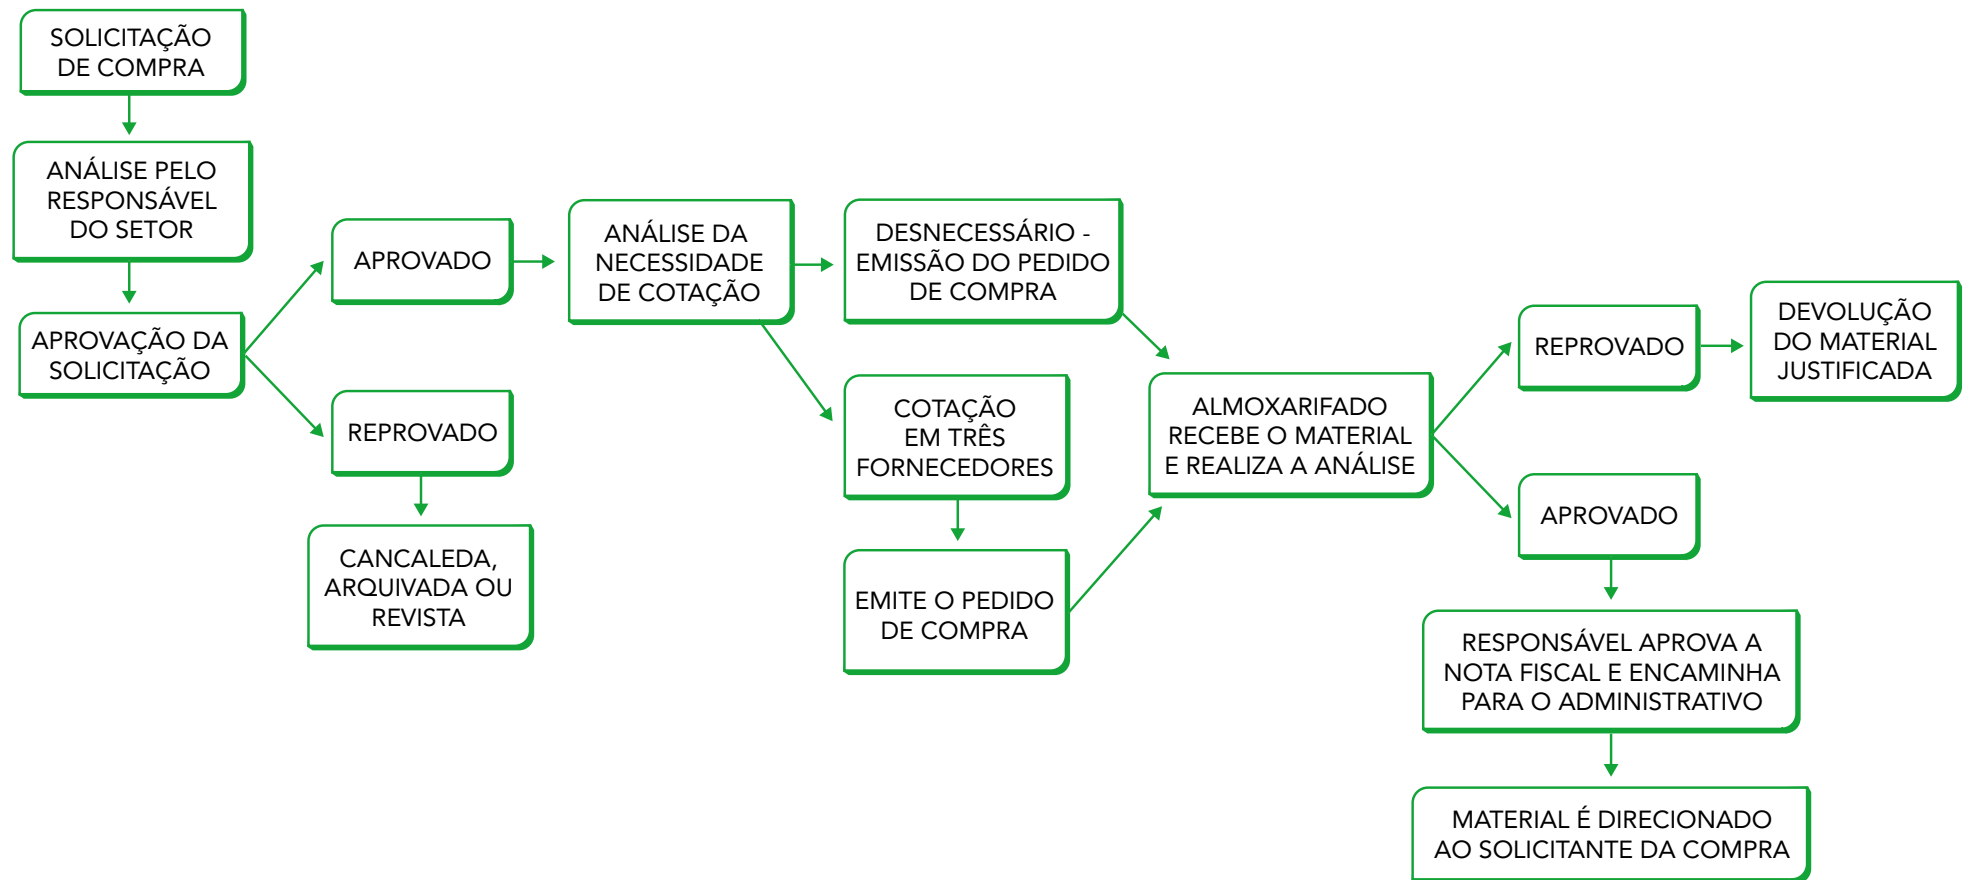 SOLICITAÇÃO
DE COMPRA
ANÁLISE PELO
RESPONSÁVEL
DO SETOR
APROVAÇÃO DA
SOLICITAÇÃO
APROVADO
REPROVADO
CANCALEDA,
ARQUIVADA OU
REVISTA
ANÁLISE DA
NECESSIDADE
DE COTAÇÃO
DESNECESSÁRIO -
EMISSÃO DO PEDIDO
DE COMPRA
COTAÇÃO
EM TRÊS
FORNECEDORES
EMITE O PEDIDO
DE COMPRA
ALMOXARIFADO
RECEBE O MATERIAL
E REALIZA A ANÁLISE
REPROVADO
DEVOLUÇÃO
DO MATERIAL
JUSTIFICADA
APROVADO
RESPONSÁVEL APROVA A
NOTA FISCAL E ENCAMINHA
PARA O ADMINISTRATIVO
MATERIAL É DIRECIONADO
AO SOLICITANTE DA COMPRA